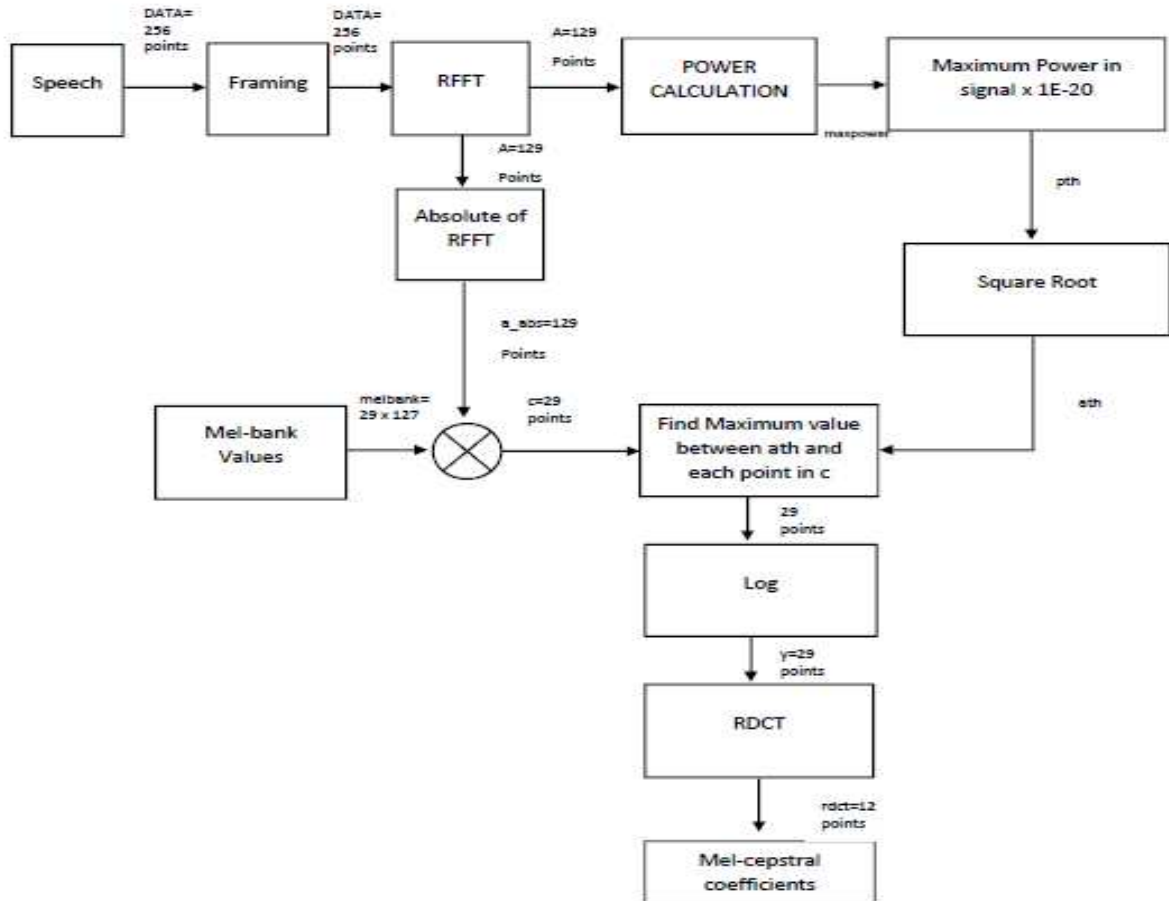 DATA=
256
points
DATA=
256
points
A=129
Points
Speech
Framing
RFFT
POWER
CALCULATION
maxpower
Maximum Power in
signal x 1E-20
A=129
Points
pth
Absolute of
RFFT
Square Root
a_abs=129
Points
ath
melbank=
29 x 127
c=29
points
Mel-bank
Values
Find Maximum value
between ath and
each point in c
29
points
Log
y=29
points
RDCT
rdct=12
points
Mel-cepstral
coefficients